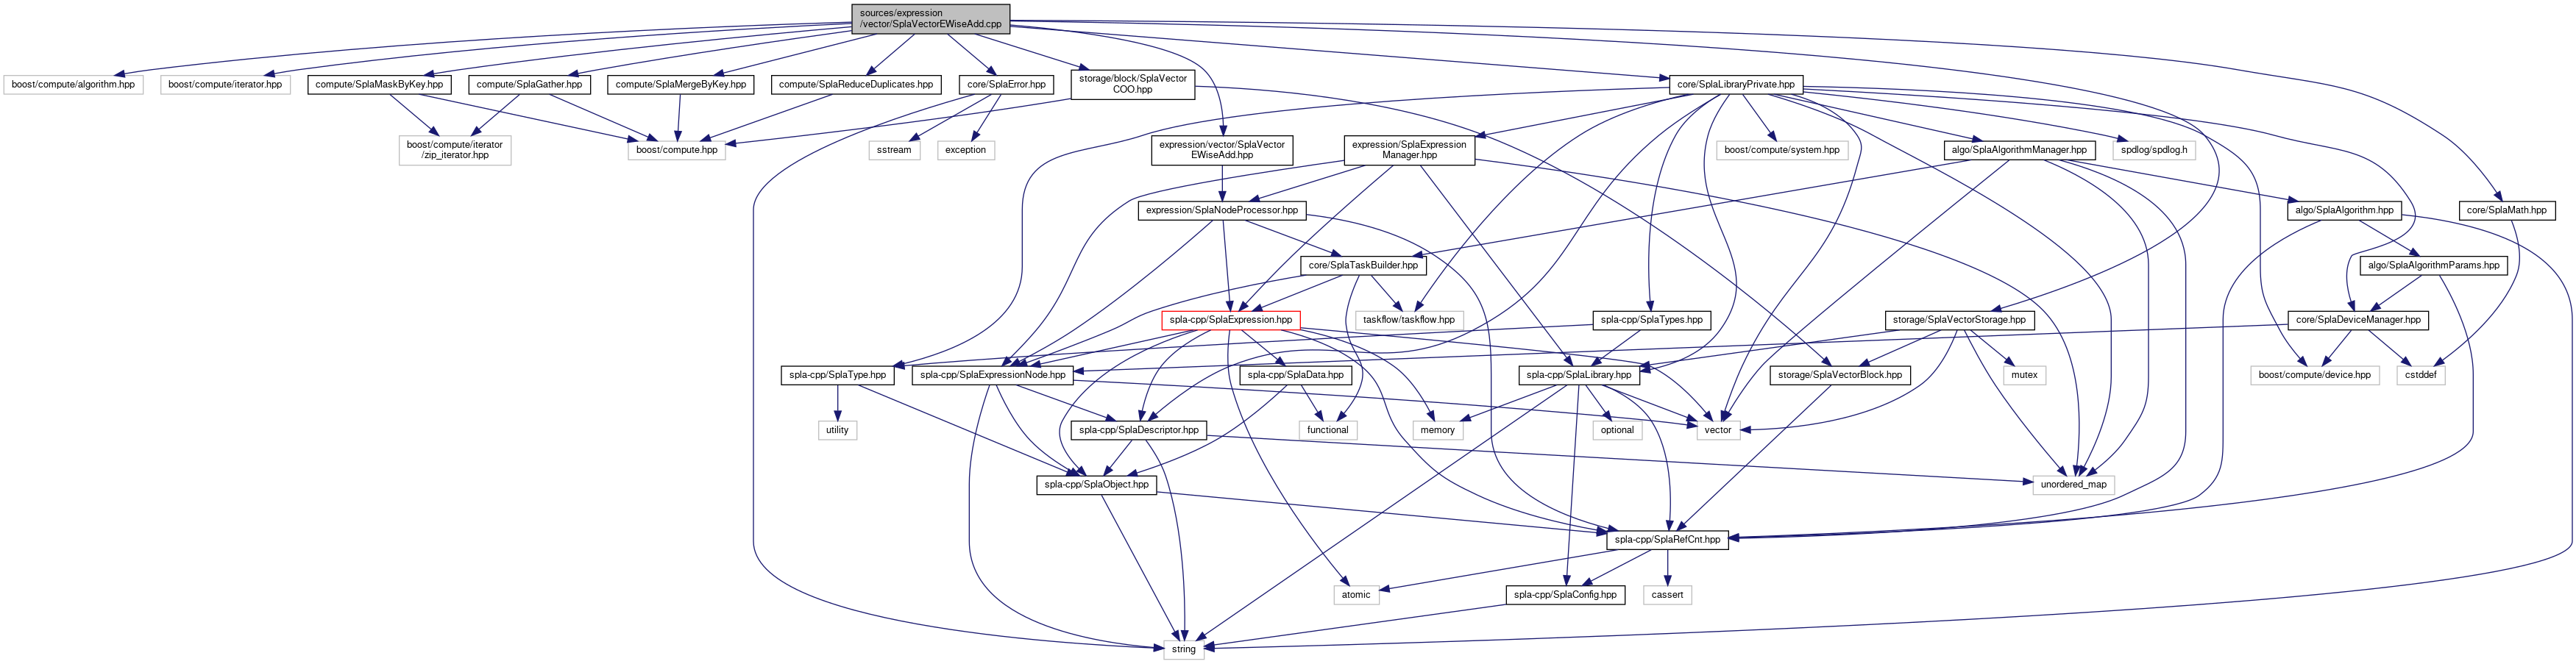 sources/expression
/vector/SplaVectorEWiseAdd.cpp
boost/compute/algorithm.hpp
boost/compute/iterator.hpp
compute/SplaMaskByKey.hpp
compute/SplaGather.hpp
compute/SplaMergeByKey.hpp
compute/SplaReduceDuplicates.hpp
core/SplaError.hpp
storage/block/SplaVector
COO.hpp
core/SplaLibraryPrivate.hpp
boost/compute/iterator
/zip_iterator.hpp
boost/compute.hpp
sstream
exception
expression/vector/SplaVector
EWiseAdd.hpp
expression/SplaExpression
Manager.hpp
boost/compute/system.hpp
algo/SplaAlgorithmManager.hpp
spdlog/spdlog.h
expression/SplaNodeProcessor.hpp
algo/SplaAlgorithm.hpp
core/SplaMath.hpp
core/SplaTaskBuilder.hpp
algo/SplaAlgorithmParams.hpp
spla-cpp/SplaExpression.hpp
taskflow/taskflow.hpp
spla-cpp/SplaTypes.hpp
storage/SplaVectorStorage.hpp
core/SplaDeviceManager.hpp
spla-cpp/SplaType.hpp
spla-cpp/SplaExpressionNode.hpp
spla-cpp/SplaData.hpp
spla-cpp/SplaLibrary.hpp
storage/SplaVectorBlock.hpp
mutex
boost/compute/device.hpp
cstddef
utility
spla-cpp/SplaDescriptor.hpp
functional
memory
optional
vector
spla-cpp/SplaObject.hpp
unordered_map
spla-cpp/SplaRefCnt.hpp
atomic
spla-cpp/SplaConfig.hpp
cassert
string